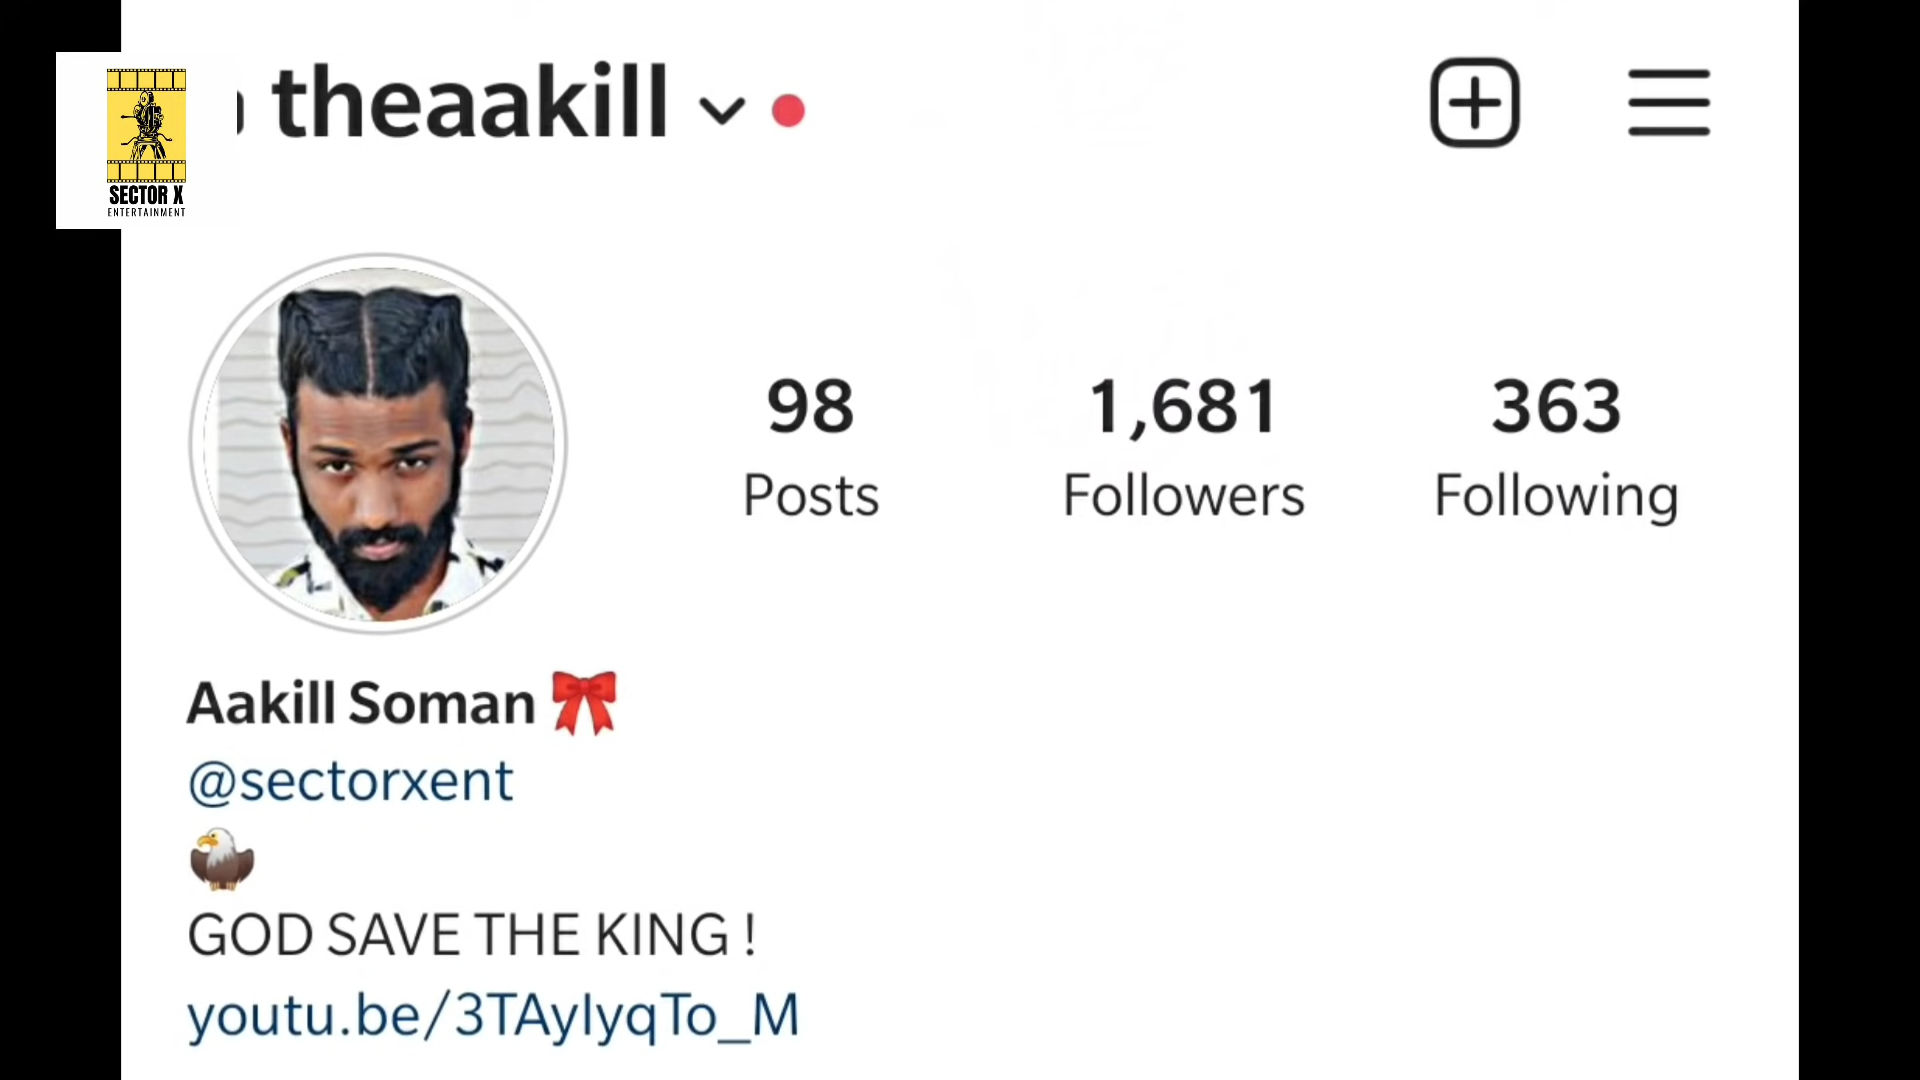 theaakill
SECTOR X
ENTERTAINMENT
98
Posts
1,681
Followers
363
Following
Aakill Soman
@sectorxent
GOD SAVE THE KING !
youtu.be/3TAyIyqTo_M